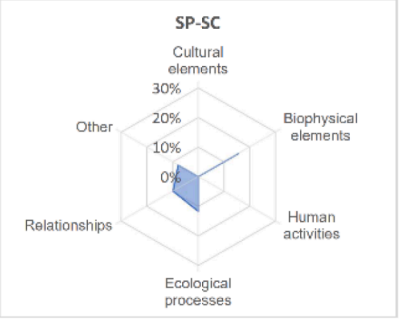 SP-SC
Cultural
elements
30%
20%
10%
0%
Biophysical
elements
Human
activities
Ecological
processes
Relationships
Other